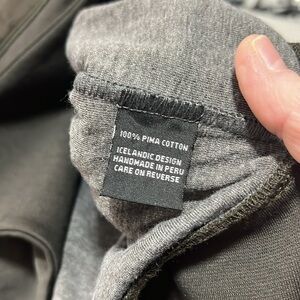 100% PIMA COTTON
ICELANDIC DESIGN
HANDMADE IN PERU
CARE ON REVERSE